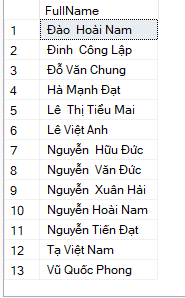 FullName
1 Đào  Hoài Nam
2 Đinh  Công Lập
3 Đỗ Văn Chung
4 Hà Mạnh Đạt
5 Lê  Thị Tiểu Mai
6 Lê Việt Anh
7 Nguyễn  Hữu Đức
8 Nguyễn  Văn Đức
9 Nguyễn  Xuân Hải
10 Nguyễn Hoài Nam
11 Nguyễn Tiến Đạt
12 Tạ Việt Nam
13 Vũ Quốc Phong